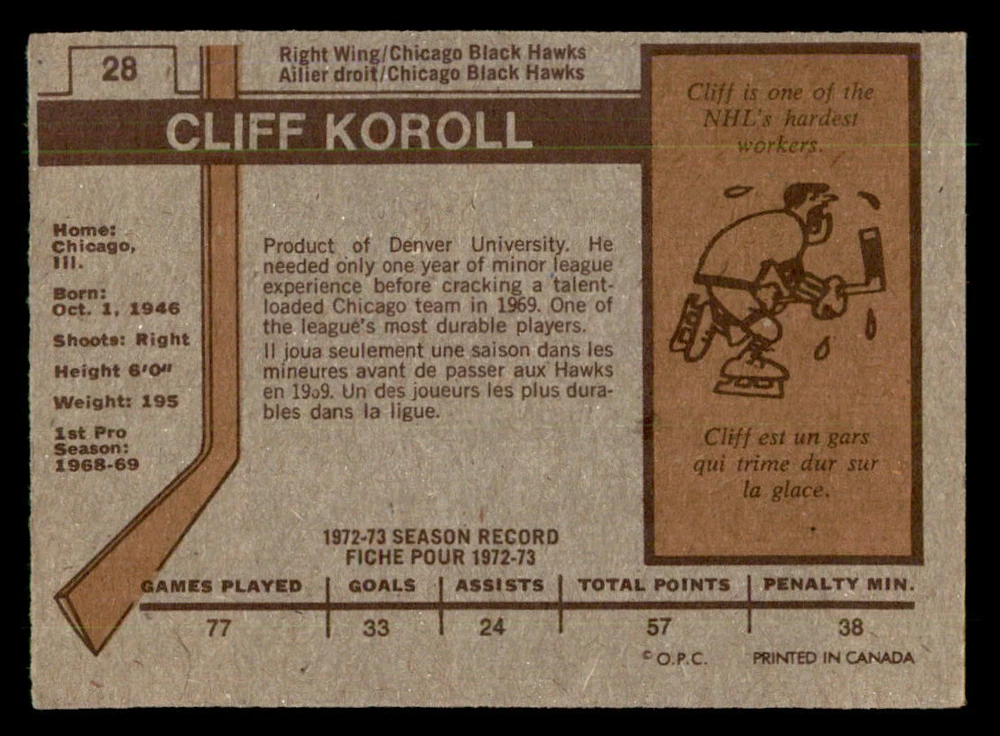 28
Right Wing/Chicago Black Hawks
Ailier droit/Chicago Black Hawks
CLIFF KOROLL
Home:
Chicago,
Ill.
Born:
Oct. 1, 1946
Shoots: Right
Height 6'0"
Weight: 195
1st Pro
Season:
1968-69
Product of Denver University. He
needed only one year of minor league
experience before cracking a talent-
loaded Chicago team in 1969. One of
the league's most durable players.
Il joua seulement une saison dans les
mineures avant de passer aux Hawks
en 19o9. Un des joueurs les plus dura-
bles dans la ligue.
Cliff is one of the
NHL's hardest
workers.
Cliff est un gars
qui trime dur sur
la glace.
1972-73 SEASON RECORD
FICHE POUR 1972-73
GAMES PLAYED GOALS ASSISTS TOTAL POINTS PENALTY MIN.
77 33 24 57 38
© O.P.C. PRINTED IN CANADA